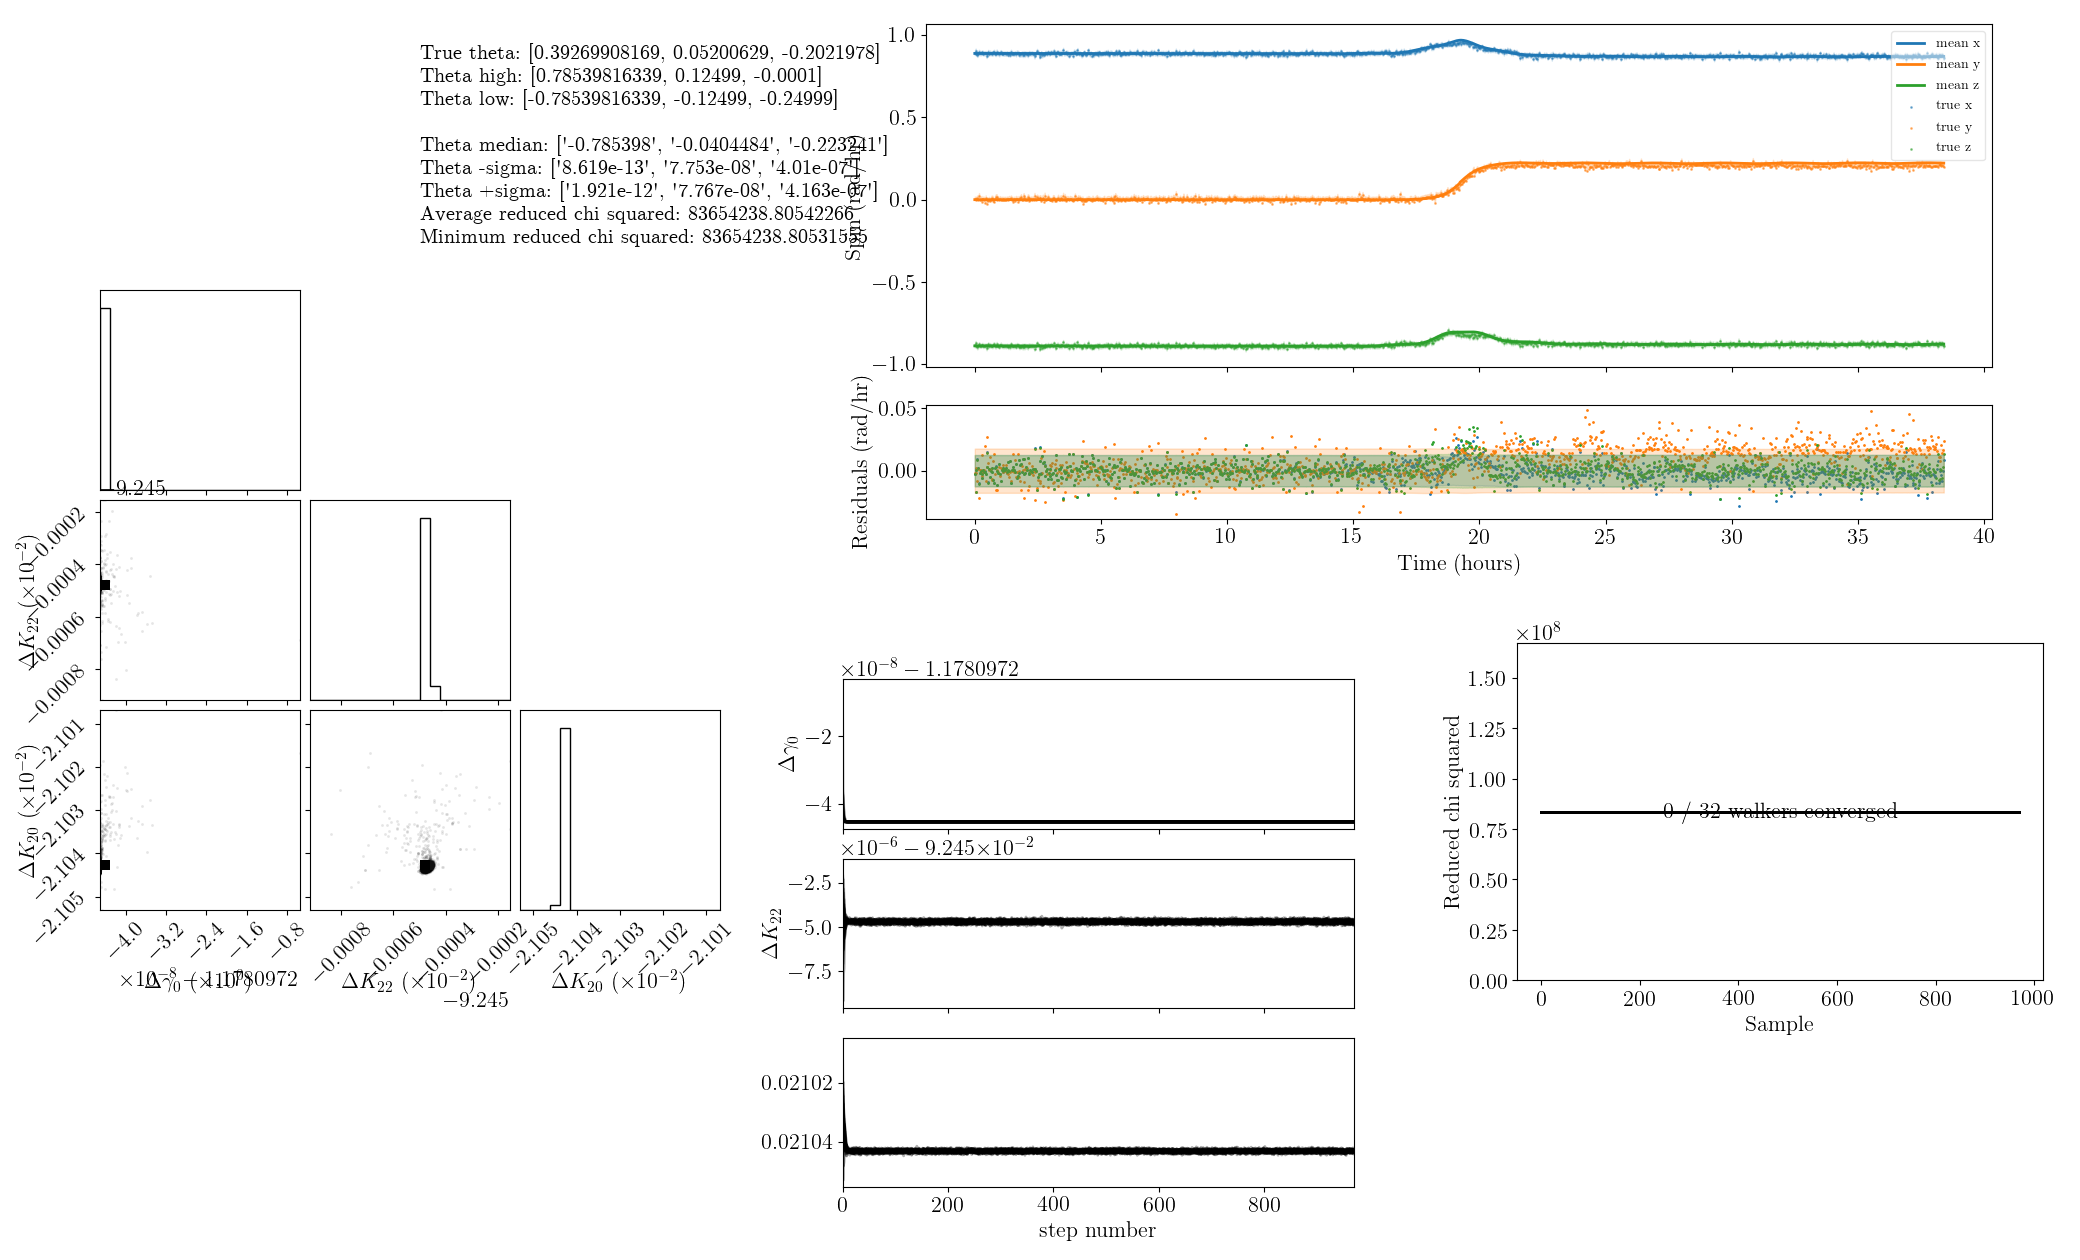 True theta: [0.39269908169, 0.05200629, -0.2021978]
Theta high: [0.78539816339, 0.12499, -0.0001]
Theta low: [-0.78539816339, -0.12499, -0.24999]
Theta median: ['-0.785398', '-0.0404484', '-0.223241']
Theta -sigma: ['8.619e-13', '7.753e-08', '4.01e-07']
Theta +sigma: ['1.921e-12', '7.767e-08', '4.163e-07']
Average reduced chi squared: 83654238.80542266
Minimum reduced chi squared: 83654238.80531555
1.0
0.5
0.0
−0.5
−1.0
Spin (rad/hr)
mean x
mean y
mean z
true x
true y
true z
0.05
0.00
Residuals (rad/hr)
0 5 10 15 20 25 30 35 40
Time (hours)
−9.245
−0.0002
−0.0004
−0.0006
−0.0008
ΔK₂₂ (×10⁻²)
−2.101
−2.102
−2.103
−2.104
−2.105
ΔK₂₀ (×10⁻²)
−4.0 −3.2 −2.4 −1.6 −0.8
×10⁻⁸ − 1.1780972
Δγ₀ (×10⁰)
−0.0008 −0.0006 −0.0004 −0.0002
ΔK₂₂ (×10⁻²)
−9.245
−2.105 −2.104 −2.103 −2.102 −2.101
ΔK₂₀ (×10⁻²)
×10⁻⁸ − 1.1780972
−2
−4
Δγ₀
×10⁻⁶ − 9.245×10⁻²
−2.5
−5.0
−7.5
ΔK₂₂
0.02102
0.02104
0 200 400 600 800
step number
×10⁸
1.50
1.25
1.00
0.75
0.50
0.25
0.00
Reduced chi squared
0 / 32 walkers converged
0 200 400 600 800 1000
Sample